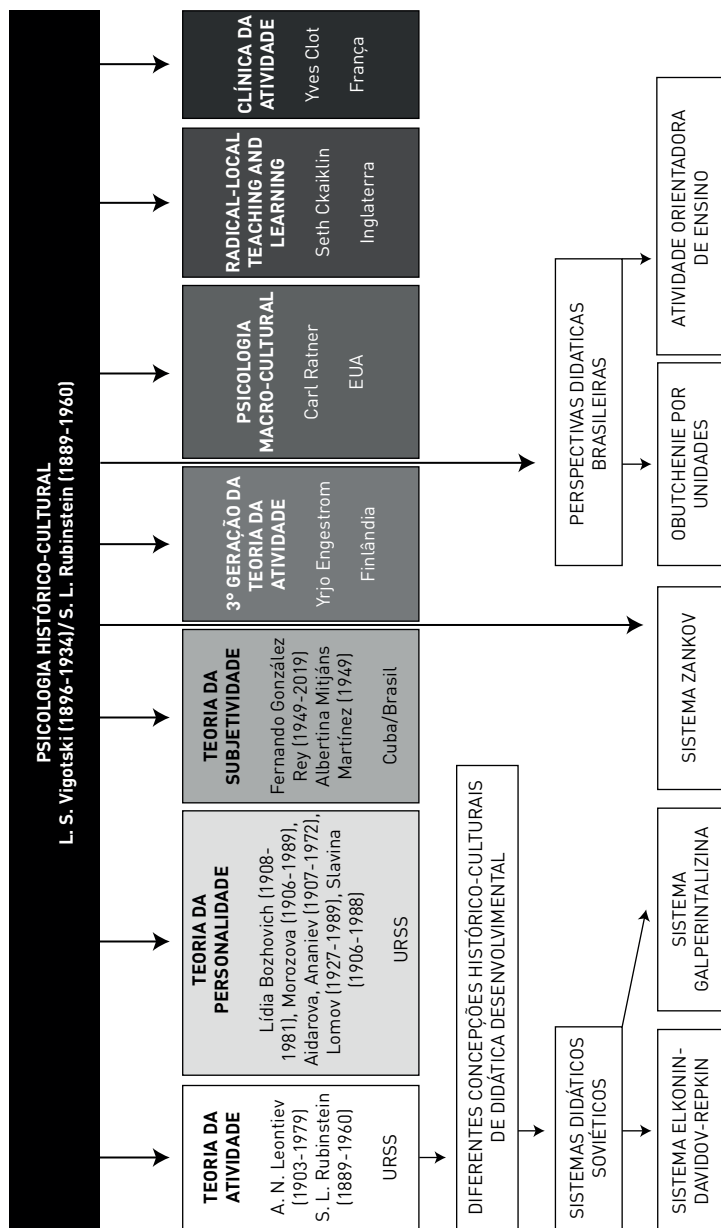 PSICOLOGIA HISTÓRICO-CULTURAL
L. S. Vigotski (1896-1934)/ S. L. Rubinstein (1889-1960)
TEORIA DA
ATIVIDADE
A. N. Leontiev
(1903-1979)
S. L. Rubinstein
(1889-1960)
URSS
TEORIA DA
PERSONALIDADE
Lídia Bozhovich (1908-
1981), Morozova (1906-1989),
Aidarova, Ananiev (1907-1972),
Lomov (1927-1989), Slavina
(1906-1988)
URSS
TEORIA DA
SUBJETIVIDADE
Fernando González
Rey (1949-2019)
Albertina Mitjáns
Martínez (1949)
Cuba/Brasil
3º GERAÇÃO DA
TEORIA DA
ATIVIDADE
Yrjo Engestrom
Finlândia
PSICOLOGIA
MACRO-CULTURAL
Carl Ratner
EUA
RADICAL-LOCAL
TEACHING AND
LEARNING
Seth Ckaiklin
Inglaterra
CLÍNICA DA
ATIVIDADE
Yves Clot
França
DIFERENTES CONCEPÇÕES HISTÓRICO-CULTURAIS
DE DIDÁTICA DESENVOLVIMENTAL
SISTEMAS DIDÁTICOS
SOVIÉTICOS
SISTEMA ELKONIN-
DAVIDOV-REPKIN
SISTEMA
GALPERINTALIZINA
SISTEMA ZANKOV
PERSPECTIVAS DIDATICAS
BRASILEIRAS
OBUTCHENIE POR
UNIDADES
ATIVIDADE ORIENTADORA
DE ENSINO